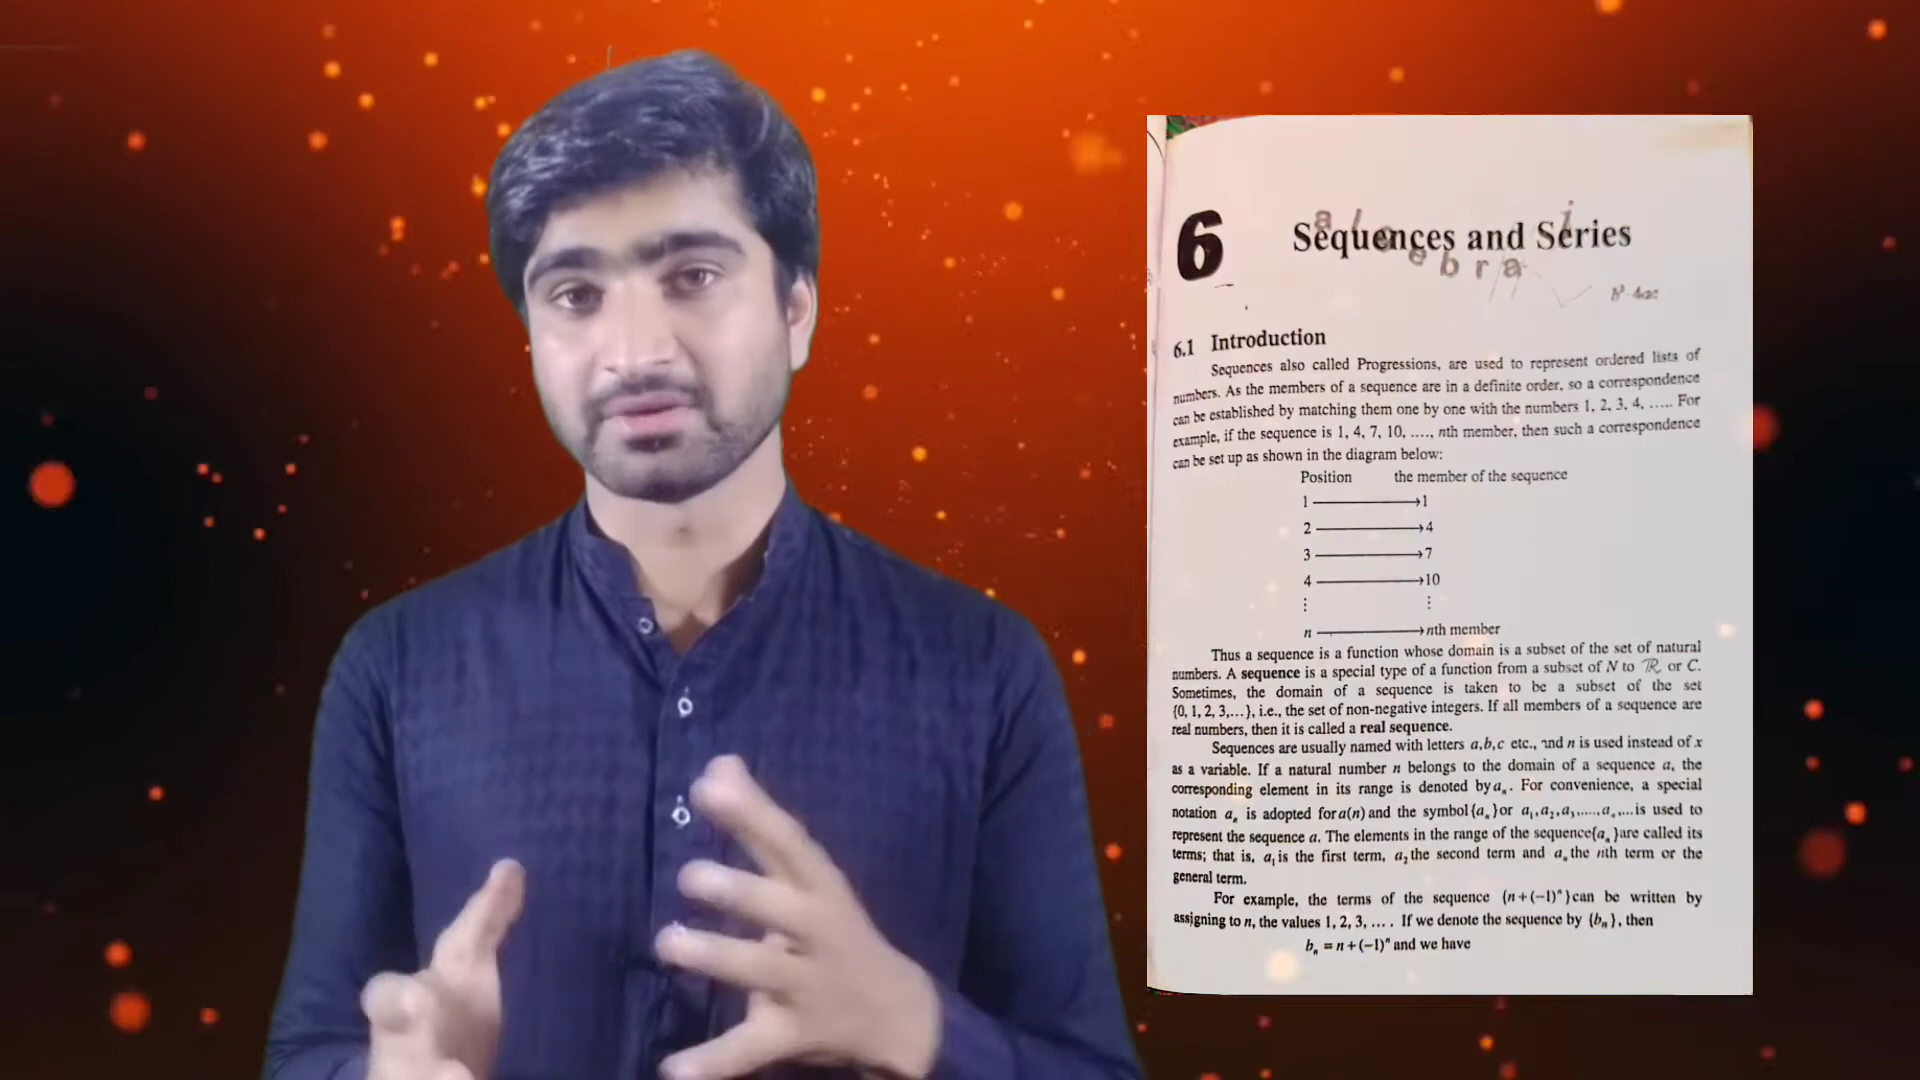 6 Sequences and Series
a l g e b r a i
b² - 4ac
6.1 Introduction
Sequences also called Progressions, are used to represent ordered lists of
numbers. As the members of a sequence are in a definite order, so a correspondence
can be established by matching them one by one with the numbers 1, 2, 3, 4, ..... For
example, if the sequence is 1, 4, 7, 10, ...., nth member, then such a correspondence
can be set up as shown in the diagram below:
Position the member of the sequence
1 → 1
2 → 4
3 → 7
4 → 10
⋮ ⋮
n → nth member
Thus a sequence is a function whose domain is a subset of the set of natural
numbers. A sequence is a special type of a function from a subset of N to ℝ or C.
Sometimes, the domain of a sequence is taken to be a subset of the set
{0, 1, 2, 3,...}, i.e., the set of non-negative integers. If all members of a sequence are
real numbers, then it is called a real sequence.
Sequences are usually named with letters a,b,c etc., and n is used instead of x
as a variable. If a natural number n belongs to the domain of a sequence a, the
corresponding element in its range is denoted by aₙ. For convenience, a special
notation aₙ is adopted for a(n) and the symbol {aₙ} or a₁,a₂,a₃,.....,aₙ,... is used to
represent the sequence a. The elements in the range of the sequence {aₙ} are called its
terms; that is, a₁ is the first term, a₂ the second term and aₙ the nth term or the
general term.
For example, the terms of the sequence {n+(−1)ⁿ} can be written by
assigning to n, the values 1, 2, 3, .... If we denote the sequence by {bₙ}, then
bₙ = n+(−1)ⁿ and we have